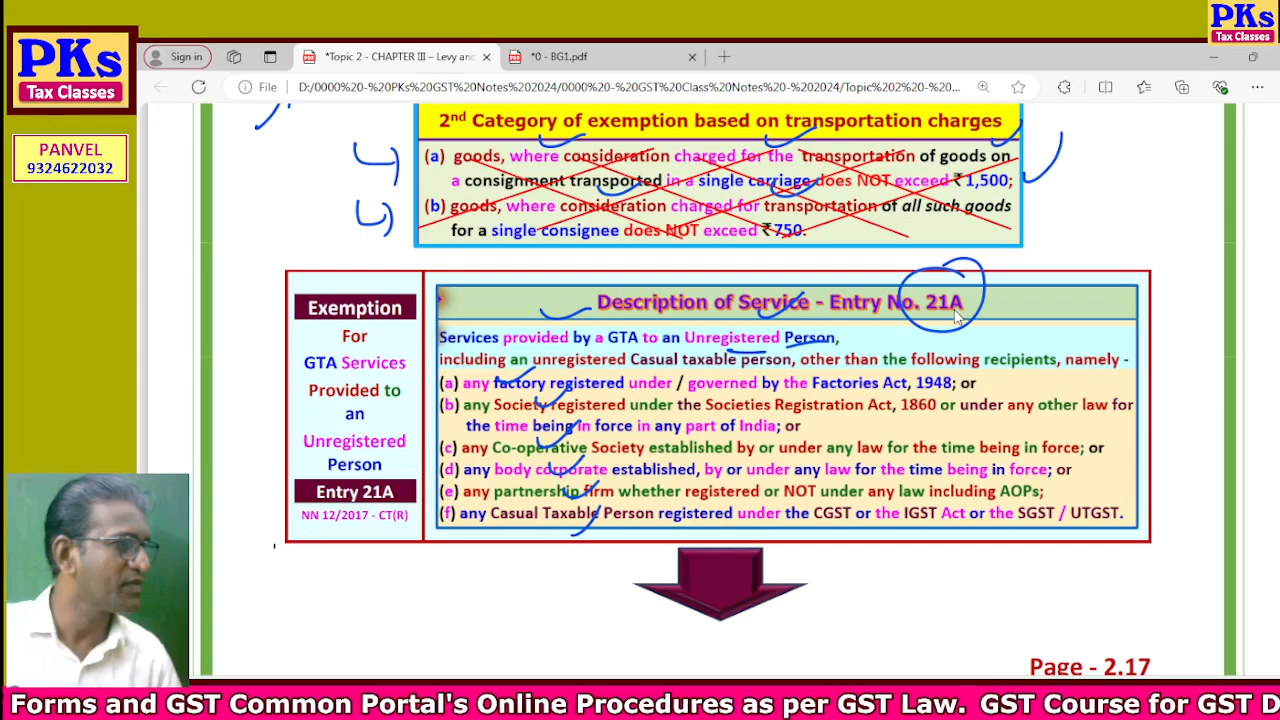 PKs
Tax Classes
PKs
Tax Classes
PANVEL
9324622032
Sign in
*Topic 2 - CHAPTER III – Levy and
*0 - BG1.pdf
File
D:/0000%20-%20PKs%20GST%20Notes%202024/0000%20-%20GST%20Class%20Notes%20-%202024/Topic%202%20-%20...
2nd Category of exemption based on transportation charges
(a) goods, where consideration charged for the transportation of goods on
a consignment transported in a single carriage does NOT exceed ₹ 1,500;
(b) goods, where consideration charged for transportation of all such goods
for a single consignee does NOT exceed ₹ 750.
Exemption
For
GTA Services
Provided to
an
Unregistered
Person
Entry 21A
NN 12/2017 - CT(R)
Description of Service - Entry No. 21A
Services provided by a GTA to an Unregistered Person,
including an unregistered Casual taxable person, other than the following recipients, namely -
(a) any factory registered under / governed by the Factories Act, 1948; or
(b) any Society registered under the Societies Registration Act, 1860 or under any other law for
the time being in force in any part of India; or
(c) any Co-operative Society established by or under any law for the time being in force; or
(d) any body corporate established, by or under any law for the time being in force; or
(e) any partnership firm whether registered or NOT under any law including AOPs;
(f) any Casual Taxable Person registered under the CGST or the IGST Act or the SGST / UTGST.
Page - 2.17
Forms and GST Common Portal's Online Procedures as per GST Law. GST Course for GST D